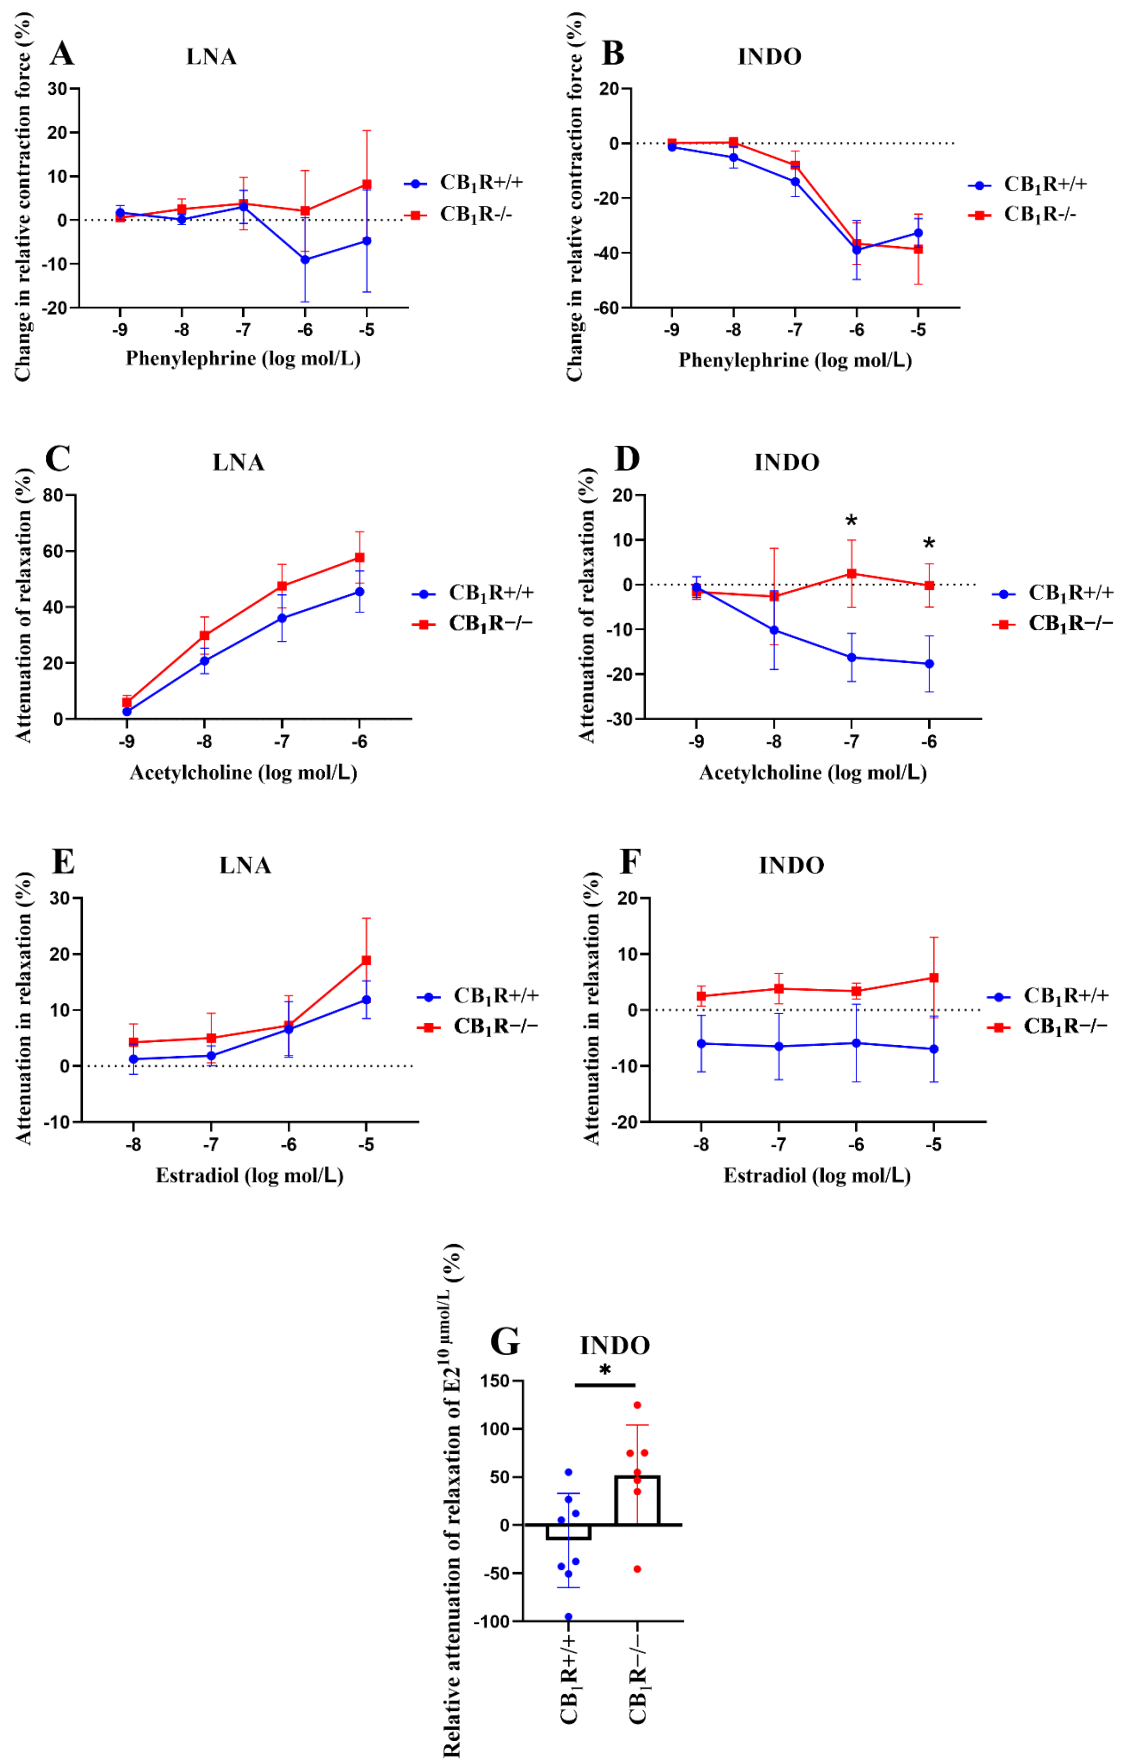 A
LNA
Change in relative contraction force (%)
30
20
10
0
-10
-20
-9 -8 -7 -6 -5
Phenylephrine (log mol/L)
CB₁R+/+
CB₁R-/-
B
INDO
Change in relative contraction force (%)
20
0
-20
-40
-60
-9 -8 -7 -6 -5
Phenylephrine (log mol/L)
CB₁R+/+
CB₁R-/-
C
LNA
Attenuation of relaxation (%)
80
60
40
20
0
-9 -8 -7 -6
Acetylcholine (log mol/L)
CB₁R+/+
CB₁R−/−
D
INDO
Attenuation of relaxation (%)
20
10
0
-10
-20
-30
* *
-9 -8 -7 -6
Acetylcholine (log mol/L)
CB₁R+/+
CB₁R−/−
E
LNA
Attenuation in relaxation (%)
30
20
10
0
-10
-8 -7 -6 -5
Estradiol (log mol/L)
CB₁R+/+
CB₁R−/−
F
INDO
Attenuation in relaxation (%)
20
10
0
-10
-20
-8 -7 -6 -5
Estradiol (log mol/L)
CB₁R+/+
CB₁R−/−
G
INDO
*
Relative attenuation of relaxation of E2¹⁰ ᵘᵐᵒˡ/ᴸ (%)
150
100
50
0
-50
-100
CB₁R+/+
CB₁R−/−